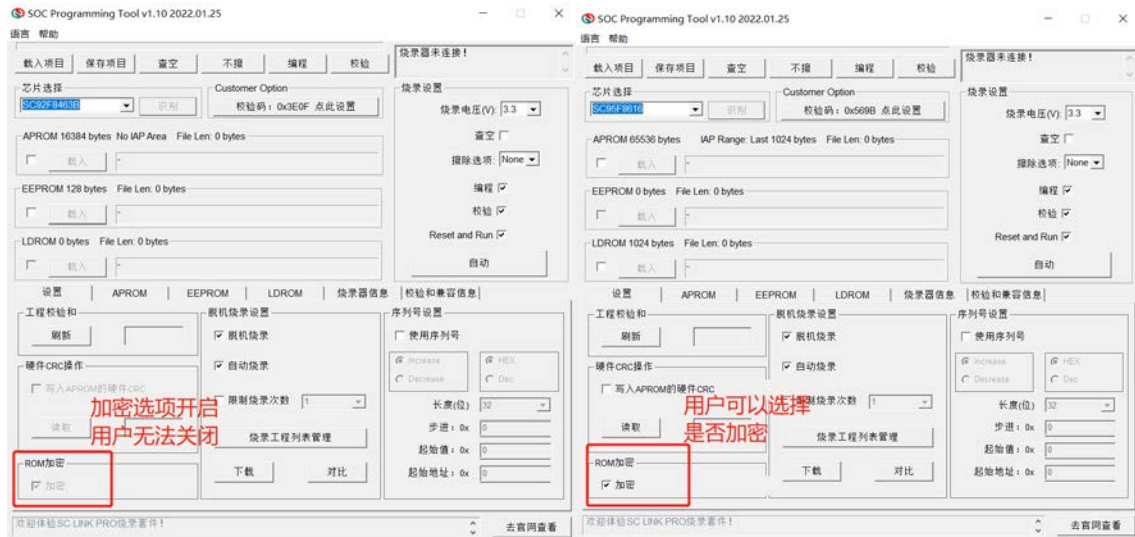 SOC Programming Tool v1.10 2022.01.25
语言 帮助
载入项目 保存项目 查空 不擦 编程 校验
烧录器未连接！
芯片选择
SC92F8463B
识别
Customer Option
校验码：0x3E0F 点此设置
APROM 16384 bytes No IAP Area File Len: 0 bytes
载入 -
EEPROM 128 bytes File Len: 0 bytes
载入 -
LDROM 0 bytes File Len: 0 bytes
载入 -
烧录设置
烧录电压(V): 3.3
查空
擦除选项: None
编程
校验
Reset and Run
自动
设置 APROM EEPROM LDROM 烧录器信息 校验和兼容信息
工程校验和
刷新
硬件CRC操作
写入APROM的硬件CRC
读取
ROM加密
加密
加密选项开启
用户无法关闭
脱机烧录设置
脱机烧录
自动烧录
限制烧录次数 1
烧录工程列表管理
下载 对比
序列号设置
使用序列号
Increase HEX
Decrease Dec
长度(位) 32
步进：0x 0
起始值：0x 0
起始地址：0x 0
欢迎体验SC LINK PRO烧录套件！
去官网查看
SOC Programming Tool v1.10 2022.01.25
语言 帮助
载入项目 保存项目 查空 不擦 编程 校验
烧录器未连接！
芯片选择
SC95F8616
识别
Customer Option
校验码：0x569B 点此设置
APROM 65536 bytes IAP Range: Last 1024 bytes File Len: 0 bytes
载入 -
EEPROM 0 bytes File Len: 0 bytes
载入 -
LDROM 1024 bytes File Len: 0 bytes
载入 -
烧录设置
烧录电压(V): 3.3
查空
擦除选项: None
编程
校验
Reset and Run
自动
设置 APROM EEPROM LDROM 烧录器信息 校验和兼容信息
工程校验和
刷新
硬件CRC操作
写入APROM的硬件CRC
读取
ROM加密
加密
用户可以选择
是否加密
脱机烧录设置
脱机烧录
自动烧录
制烧录次数 1
烧录工程列表管理
下载 对比
序列号设置
使用序列号
Increase HEX
Decrease Dec
长度(位) 32
步进：0x 0
起始值：0x 0
起始地址：0x 0
欢迎体验SC LINK PRO烧录套件！
去官网查看